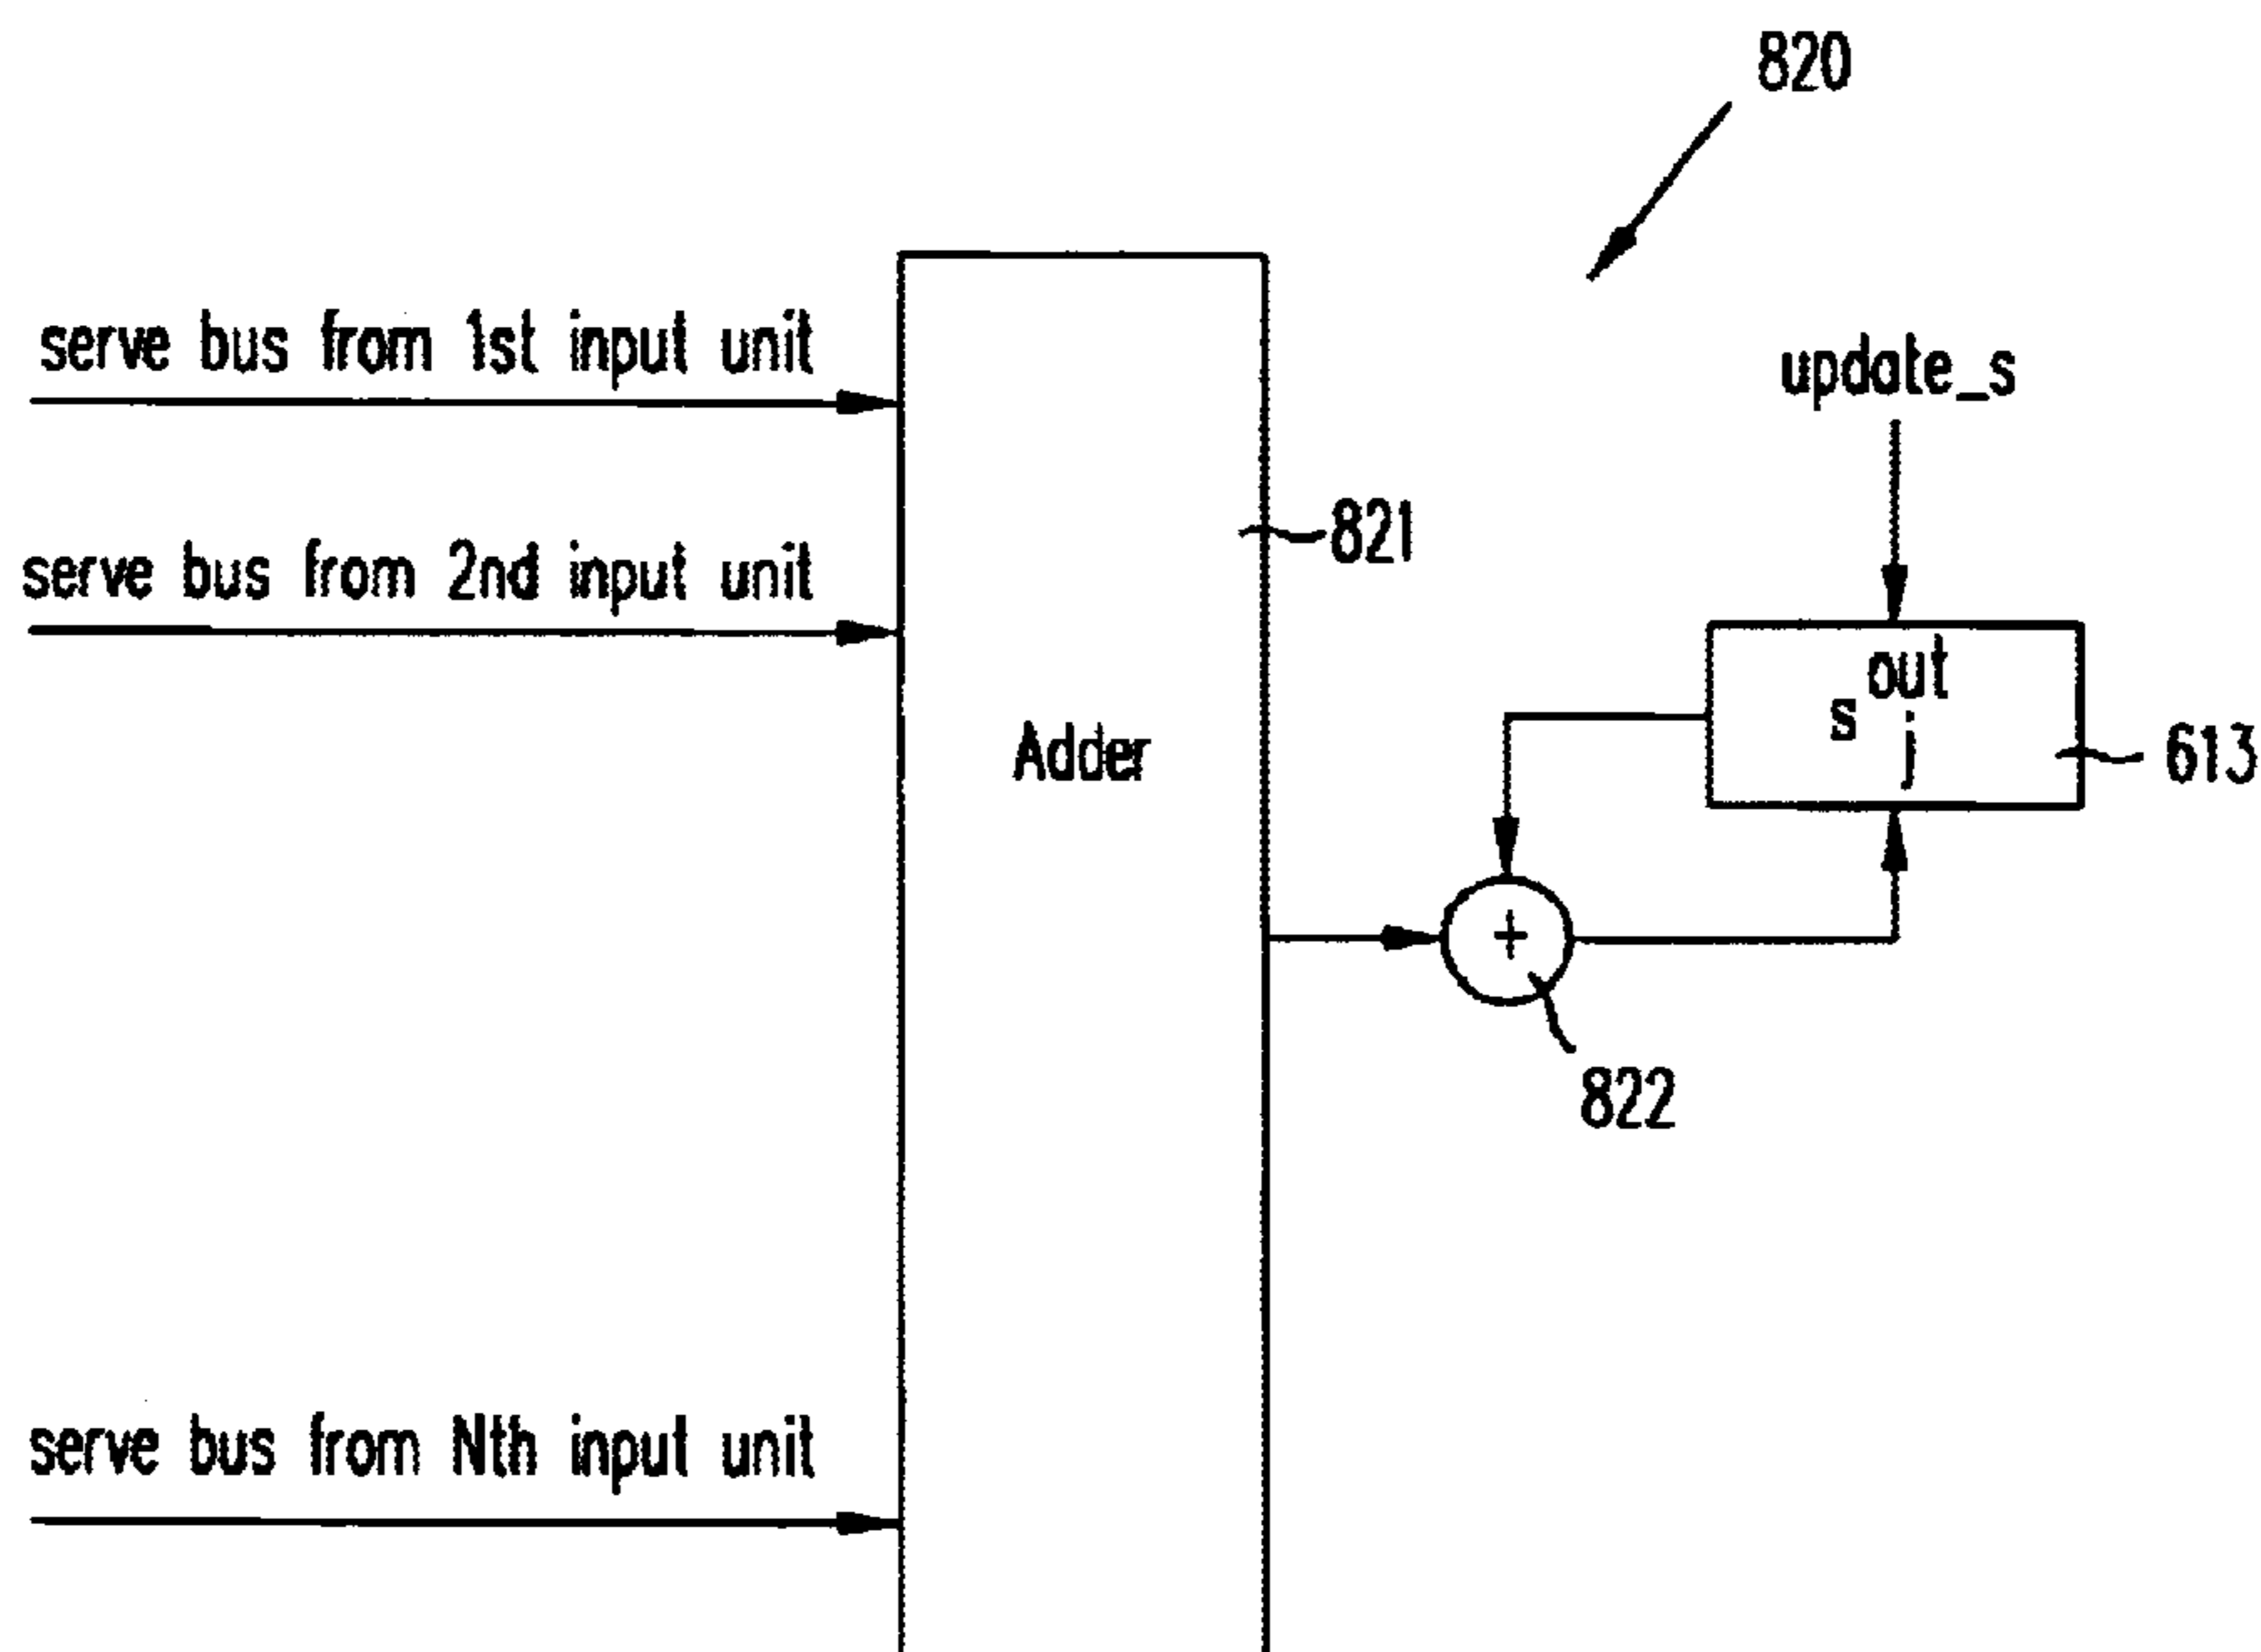 820
serve bus from 1st input unit
update_s
821
serve bus from 2nd input unit
s out j
613
Adder
+
822
serve bus from Nth input unit